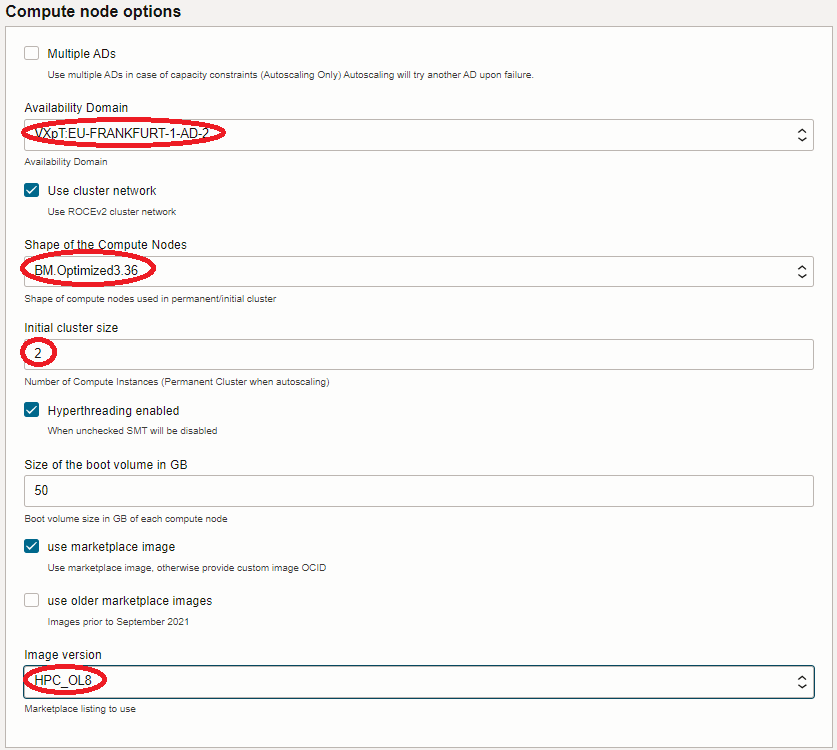 Compute node options
Multiple ADs
Use multiple ADs in case of capacity constraints (Autoscaling Only) Autoscaling will try another AD upon failure.
Availability Domain
VXpT:EU-FRANKFURT-1-AD-2
Availability Domain
Use cluster network
Use ROCEv2 cluster network
Shape of the Compute Nodes
BM.Optimized3.36
Shape of compute nodes used in permanent/initial cluster
Initial cluster size
2
Number of Compute Instances (Permanent Cluster when autoscaling)
Hyperthreading enabled
When unchecked SMT will be disabled
Size of the boot volume in GB
50
Boot volume size in GB of each compute node
use marketplace image
Use marketplace image, otherwise provide custom image OCID
use older marketplace images
Images prior to September 2021
Image version
HPC_OL8
Marketplace listing to use